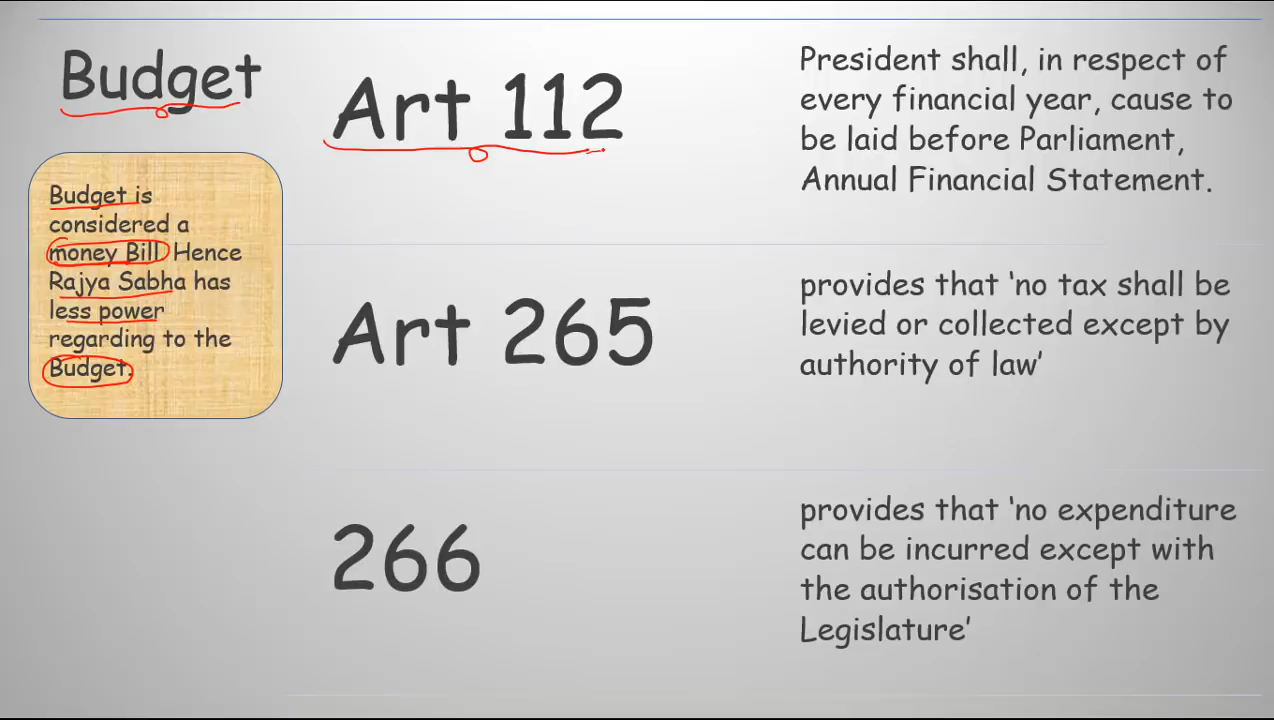 Budget
Budget is
considered a
money Bill Hence
Rajya Sabha has
less power
regarding to the
Budget.
Art 112
President shall, in respect of
every financial year, cause to
be laid before Parliament,
Annual Financial Statement.
Art 265
provides that ‘no tax shall be
levied or collected except by
authority of law’
266
provides that ‘no expenditure
can be incurred except with
the authorisation of the
Legislature’